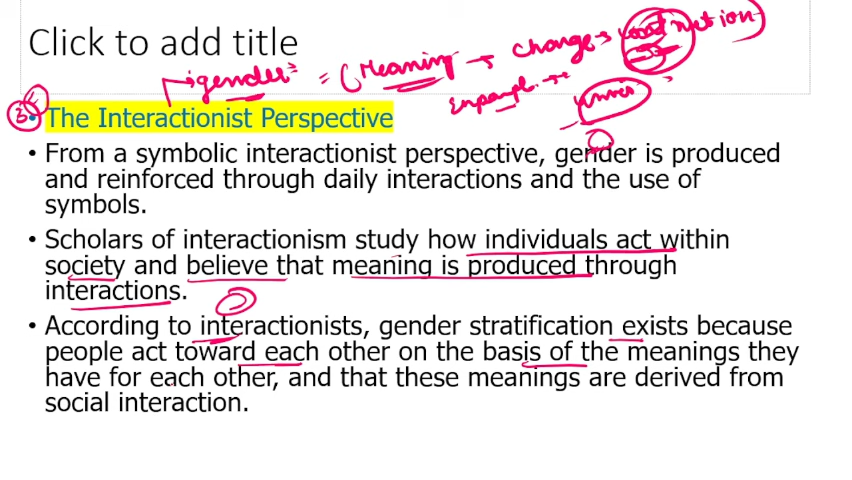 Click to add title
gender = (Meaning → Change →
Example →
3
• The Interactionist Perspective
• From a symbolic interactionist perspective, gender is produced
and reinforced through daily interactions and the use of
symbols.
• Scholars of interactionism study how individuals act within
society and believe that meaning is produced through
interactions.
• According to interactionists, gender stratification exists because
people act toward each other on the basis of the meanings they
have for each other, and that these meanings are derived from
social interaction.